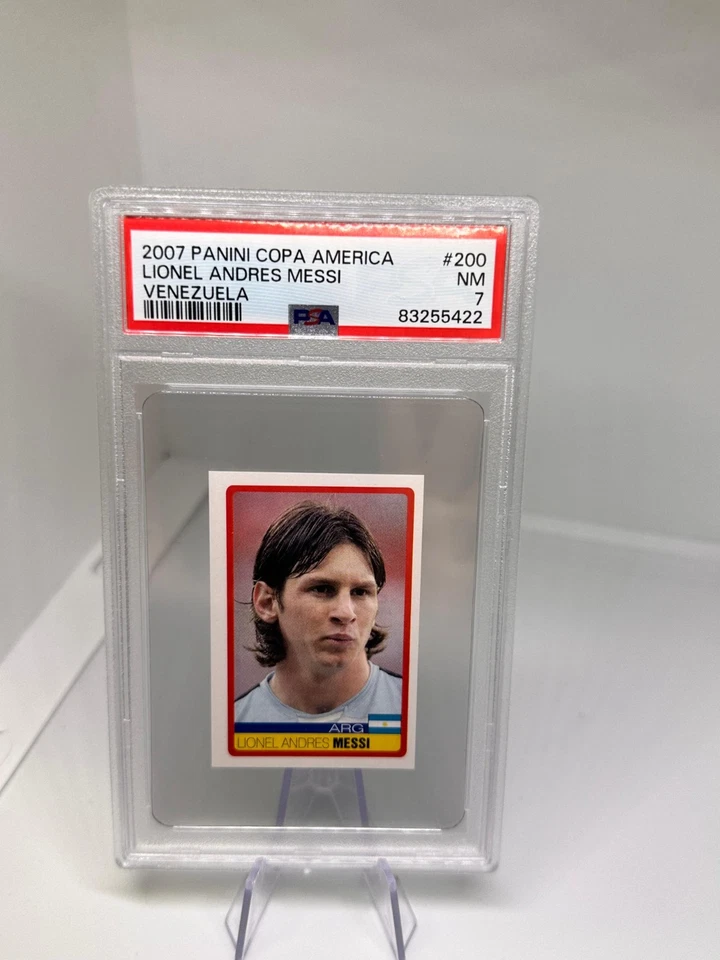 2007 PANINI COPA AMERICA #200
LIONEL ANDRES MESSI NM
VENEZUELA 7
PSA 83255422
ARG
LIONEL ANDRES MESSI